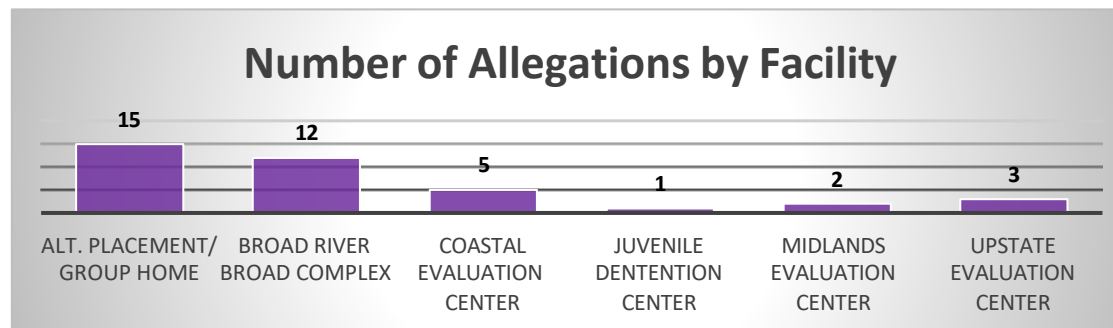 Number of Allegations by Facility
15
12
5
1
2
3
ALT. PLACEMENT/
GROUP HOME
BROAD RIVER
BROAD COMPLEX
COASTAL
EVALUATION
CENTER
JUVENILE
DENTENTION
CENTER
MIDLANDS
EVALUATION
CENTER
UPSTATE
EVALUATION
CENTER